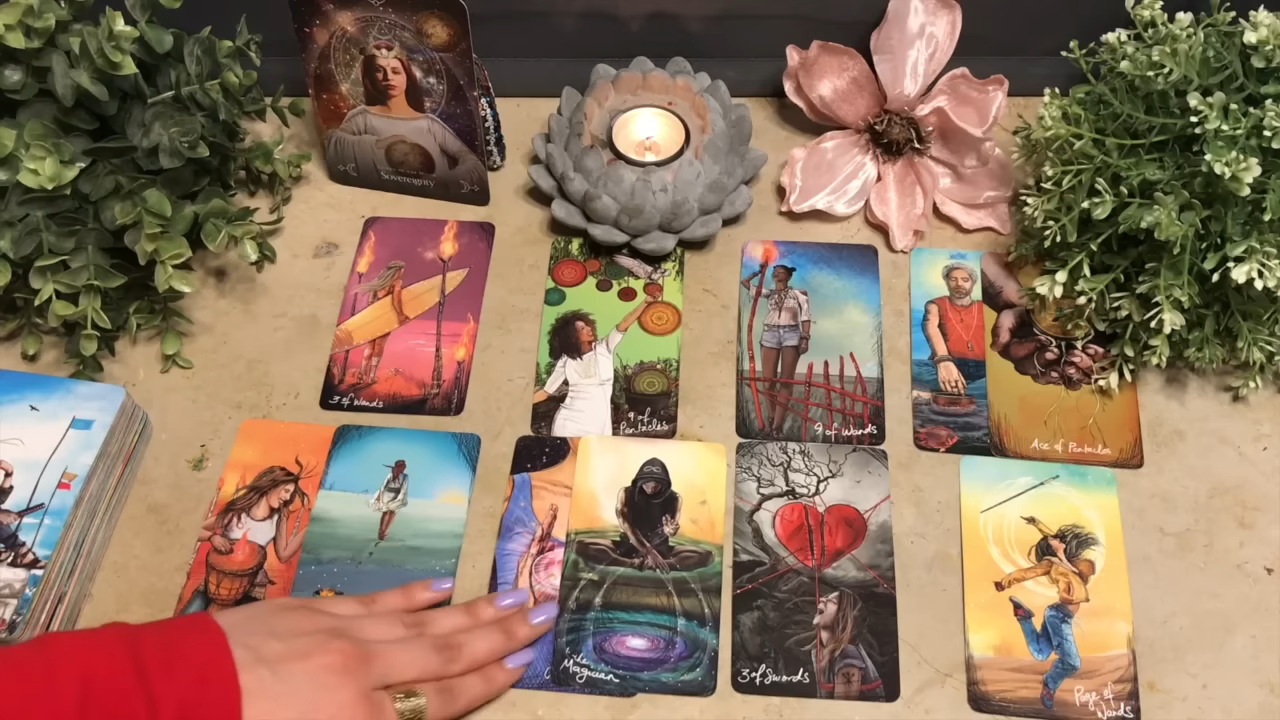 Sovereignty
3 of Wands
9 of
Pentacles
9 of Wands
Ace of Pentacles
the
Magician
3 of Swords
Page of
Wands